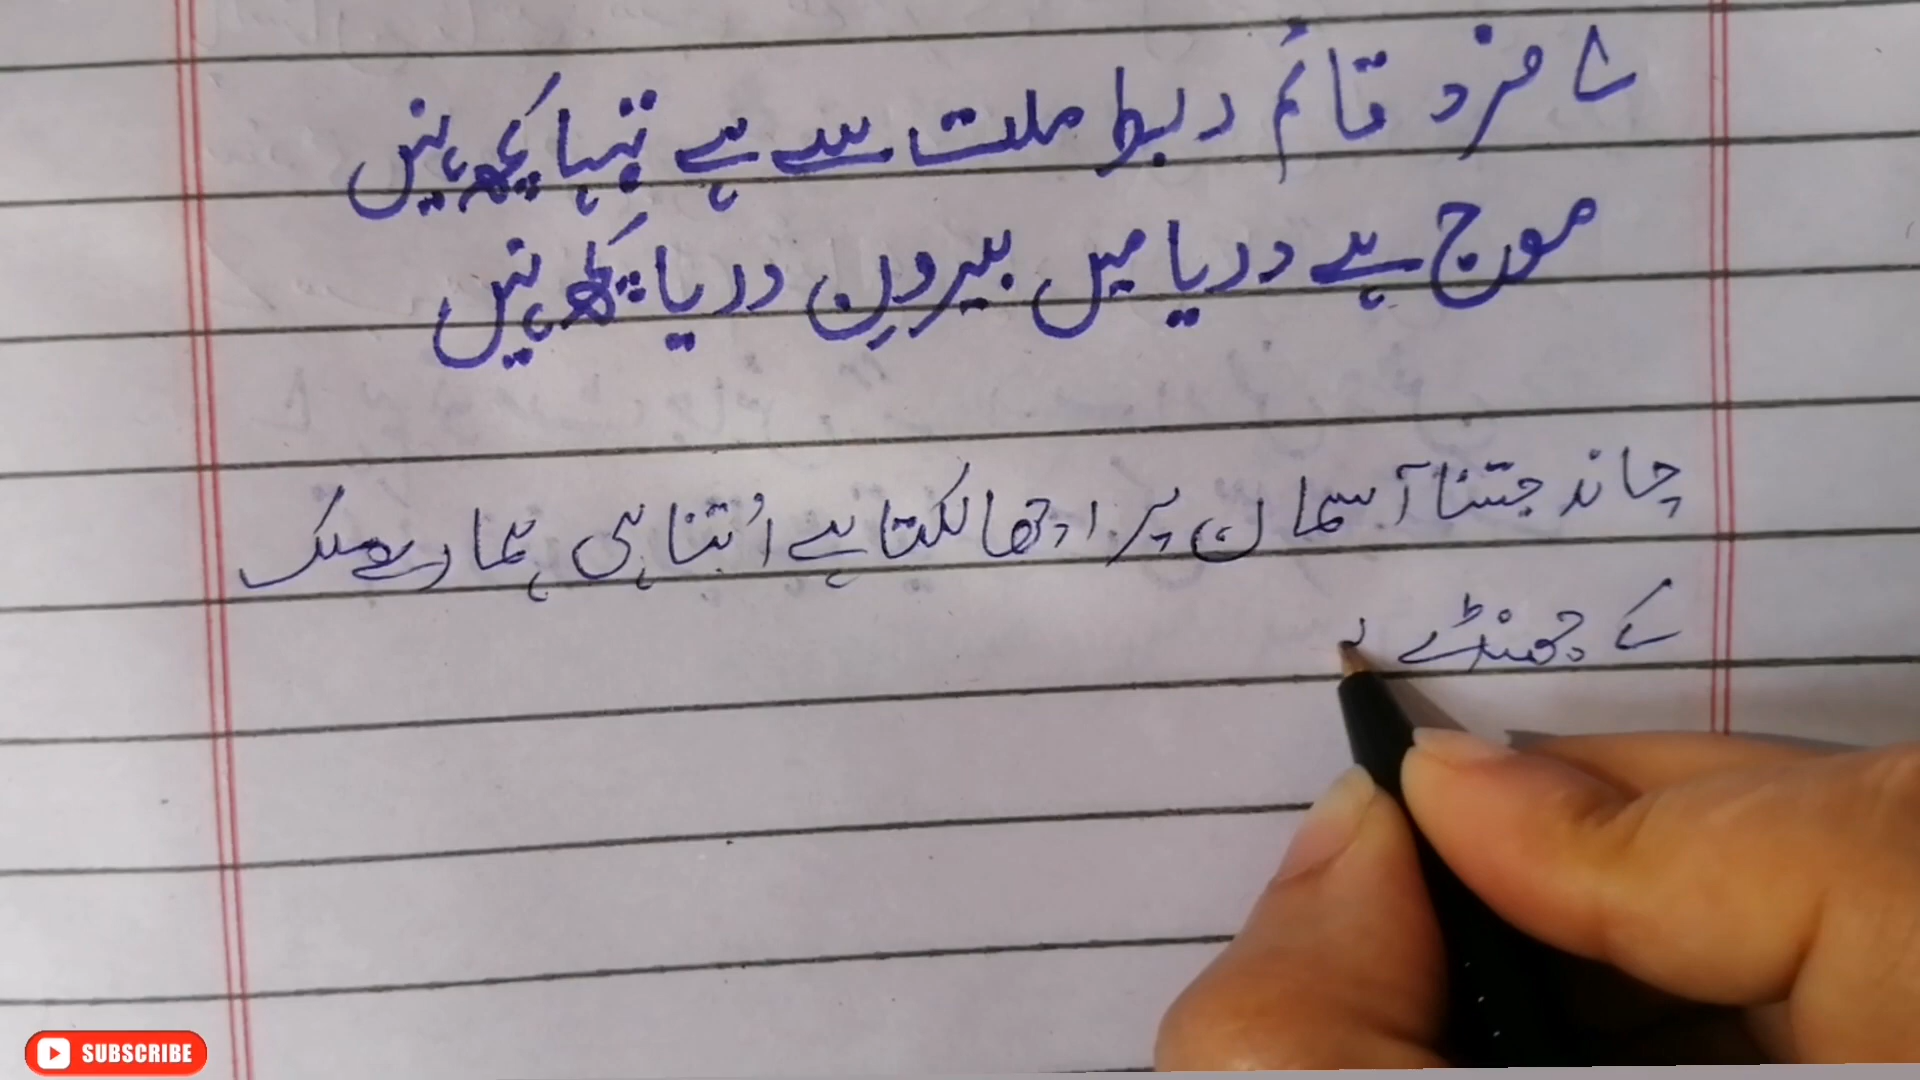 فرد قائم ربط ملت سے ہے تنہا کچھ نہیں
موج ہے دریا میں بیرونِ دریا کچھ نہیں
چاند جتنا آسمان پر اچھا لگتا ہے اُتنا ہی ہمارے ملک
کے جھنڈے
SUBSCRIBE